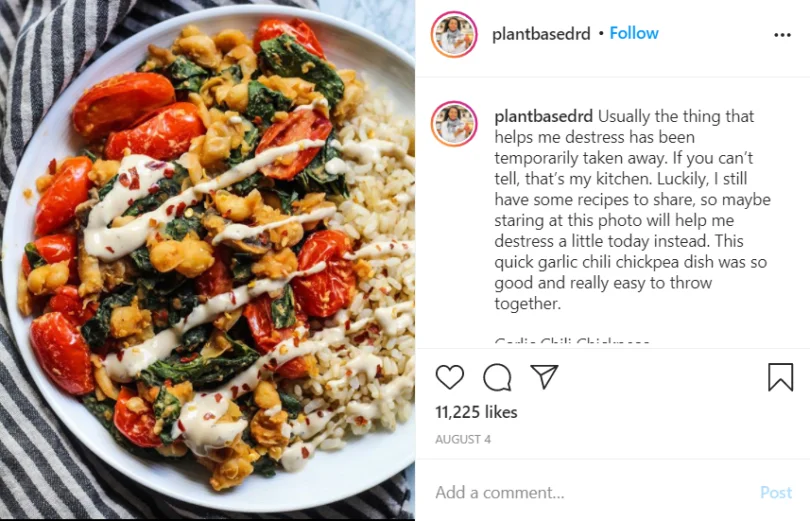 plantbasedrd • Follow
plantbasedrd Usually the thing that
helps me destress has been
temporarily taken away. If you can't
tell, that's my kitchen. Luckily, I still
have some recipes to share, so maybe
staring at this photo will help me
destress a little today instead. This
quick garlic chili chickpea dish was so
good and really easy to throw
together.
Garlic Chili Chickpeas
11,225 likes
AUGUST 4
Add a comment... Post